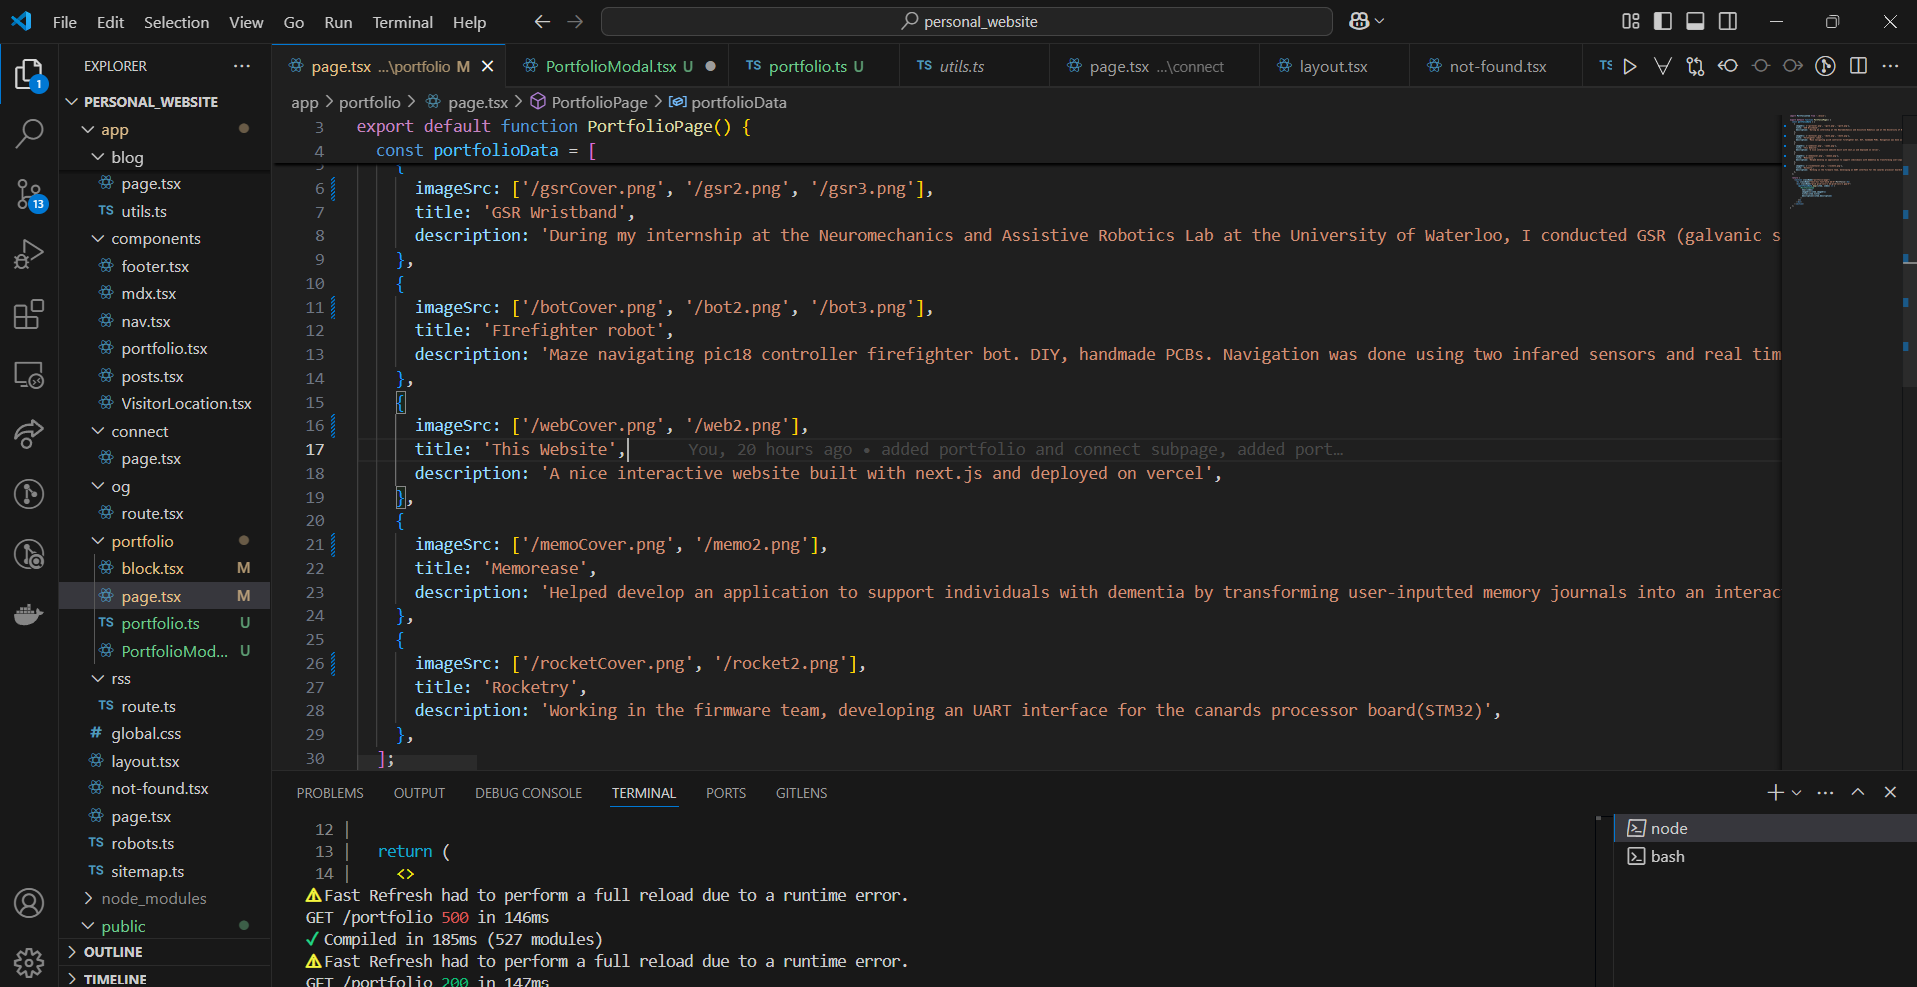 File Edit Selection View Go Run Terminal Help
personal_website
EXPLORER
PERSONAL_WEBSITE
app
blog
page.tsx
TS utils.ts
components
footer.tsx
mdx.tsx
nav.tsx
portfolio.tsx
posts.tsx
VisitorLocation.tsx
connect
page.tsx
og
route.tsx
portfolio
block.tsx M
page.tsx M
TS portfolio.ts U
PortfolioMod... U
rss
TS route.ts
# global.css
layout.tsx
not-found.tsx
page.tsx
TS robots.ts
TS sitemap.ts
node_modules
public
OUTLINE
TIMELINE
1
13
page.tsx ...\portfolio M
PortfolioModal.tsx U
TS portfolio.ts U
TS utils.ts
page.tsx ...\connect
layout.tsx
not-found.tsx
TS
app > portfolio > page.tsx > PortfolioPage > portfolioData
3 export default function PortfolioPage() {
4 const portfolioData = [
5 {
6 imageSrc: ['/gsrCover.png', '/gsr2.png', '/gsr3.png'],
7 title: 'GSR Wristband',
8 description: 'During my internship at the Neuromechanics and Assistive Robotics Lab at the University of Waterloo, I conducted GSR (galvanic s
9 },
10 {
11 imageSrc: ['/botCover.png', '/bot2.png', '/bot3.png'],
12 title: 'FIrefighter robot',
13 description: 'Maze navigating pic18 controller firefighter bot. DIY, handmade PCBs. Navigation was done using two infared sensors and real tim
14 },
15 {
16 imageSrc: ['/webCover.png', '/web2.png'],
17 title: 'This Website', You, 20 hours ago • added portfolio and connect subpage, added port…
18 description: 'A nice interactive website built with next.js and deployed on vercel',
19 },
20 {
21 imageSrc: ['/memoCover.png', '/memo2.png'],
22 title: 'Memorease',
23 description: 'Helped develop an application to support individuals with dementia by transforming user-inputted memory journals into an interac
24 },
25 {
26 imageSrc: ['/rocketCover.png', '/rocket2.png'],
27 title: 'Rocketry',
28 description: 'Working in the firmware team, developing an UART interface for the canards processor board(STM32)',
29 },
30 ];
PROBLEMS OUTPUT DEBUG CONSOLE TERMINAL PORTS GITLENS
12 |
13 | return (
14 | <>
⚠Fast Refresh had to perform a full reload due to a runtime error.
GET /portfolio 500 in 146ms
✓Compiled in 185ms (527 modules)
⚠Fast Refresh had to perform a full reload due to a runtime error.
GET /portfolio 200 in 147ms
node
bash